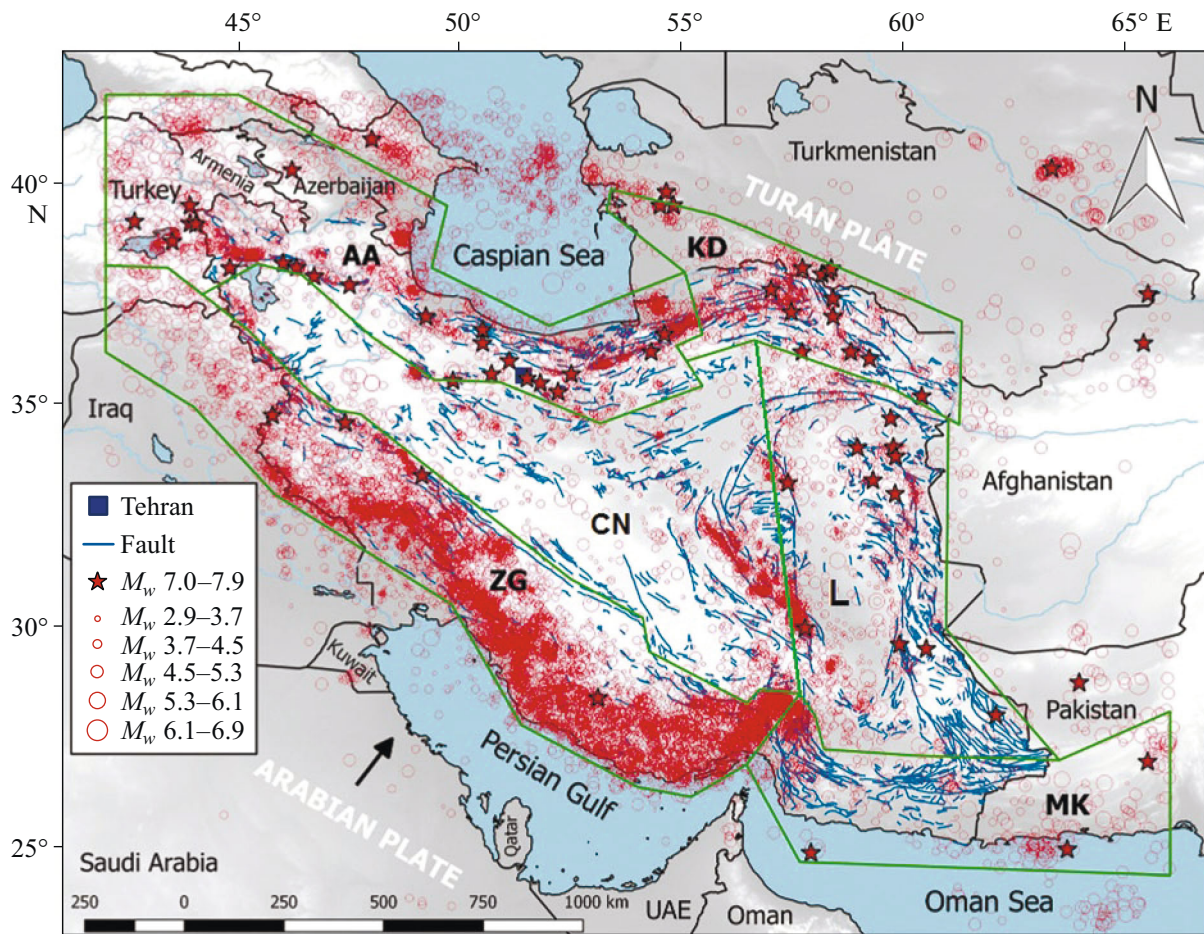 45° 50° 55° 60° 65° E
N
Turkmenistan
Armenia
40°
N
Turkey
Azerbaijan
TURAN PLATE
AA
Caspian Sea
KD
35°
Iraq
Afghanistan
Tehran
Fault
CN
Mw 7.0–7.9
ZG
L
Mw 2.9–3.7
30°
Mw 3.7–4.5
Kuwait
Mw 4.5–5.3
Mw 5.3–6.1
Pakistan
Mw 6.1–6.9
Persian Gulf
ARABIAN PLATE
MK
25°
Qatar
Saudi Arabia
UAE
Oman
Oman Sea
250 0 250 500 750 1000 km